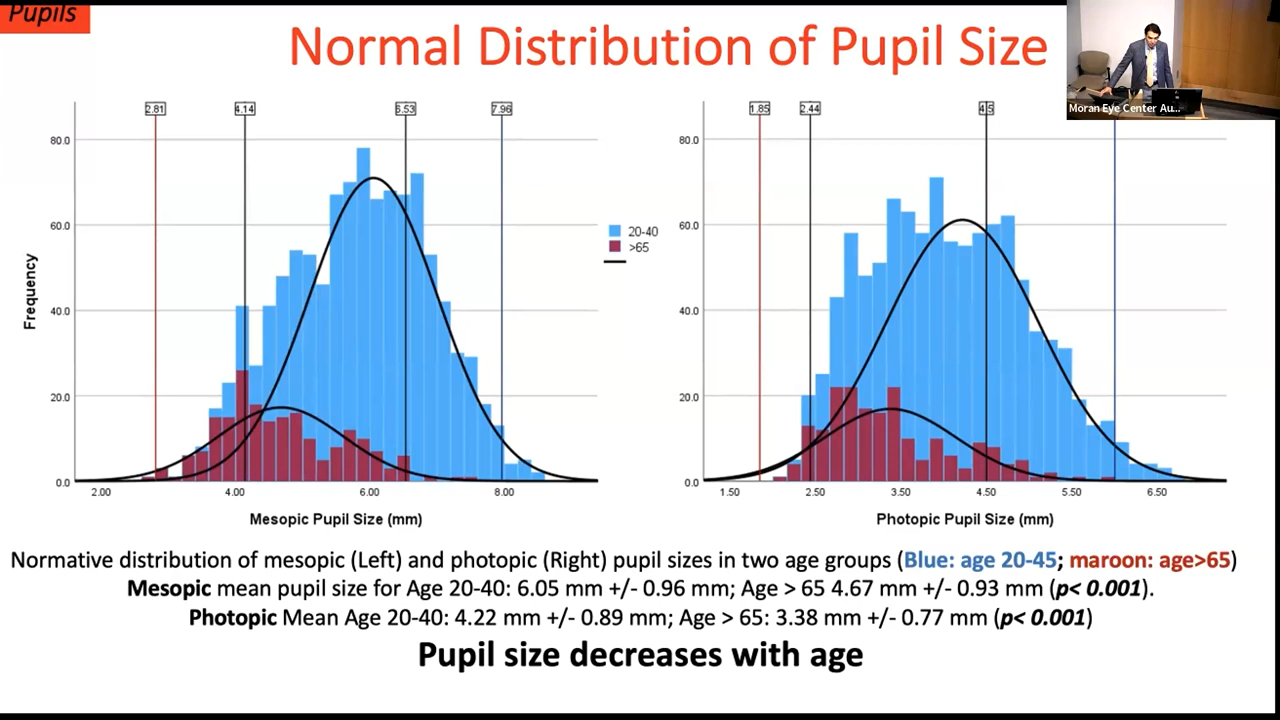 Pupils
Normal Distribution of Pupil Size
Moran Eye Center Au...
2.81 4.14 6.53 7.96
1.85 2.44 4.5
80.0
60.0
40.0
20.0
0.0
Frequency
2.00 4.00 6.00 8.00
Mesopic Pupil Size (mm)
20-40
>65
80.0
60.0
40.0
20.0
0.0
1.50 2.50 3.50 4.50 5.50 6.50
Photopic Pupil Size (mm)
Normative distribution of mesopic (Left) and photopic (Right) pupil sizes in two age groups (Blue: age 20-45; maroon: age>65)
Mesopic mean pupil size for Age 20-40: 6.05 mm +/- 0.96 mm; Age > 65 4.67 mm +/- 0.93 mm (p< 0.001).
Photopic Mean Age 20-40: 4.22 mm +/- 0.89 mm; Age > 65: 3.38 mm +/- 0.77 mm (p< 0.001)
Pupil size decreases with age